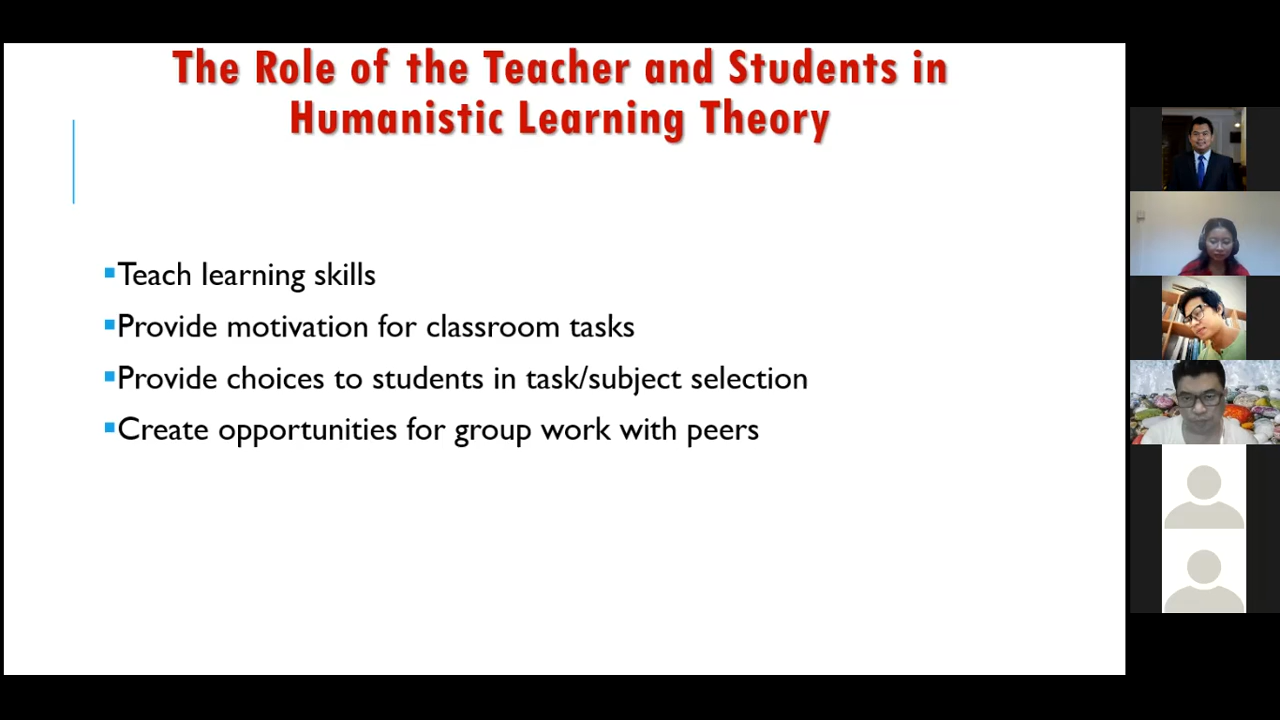 The Role of the Teacher and Students in
Humanistic Learning Theory
▪Teach learning skills
▪Provide motivation for classroom tasks
▪Provide choices to students in task/subject selection
▪Create opportunities for group work with peers